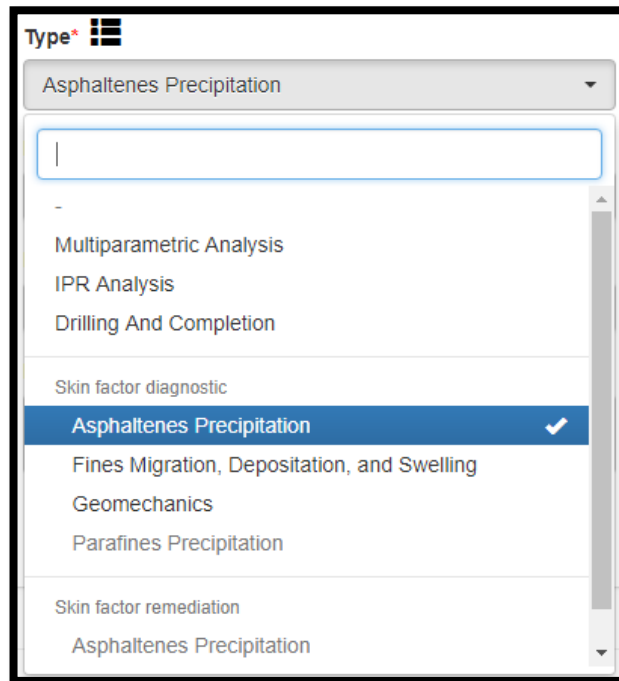 Type*
Asphaltenes Precipitation
-
Multiparametric Analysis
IPR Analysis
Drilling And Completion
Skin factor diagnostic
Asphaltenes Precipitation
Fines Migration, Depositation, and Swelling
Geomechanics
Parafines Precipitation
Skin factor remediation
Asphaltenes Precipitation